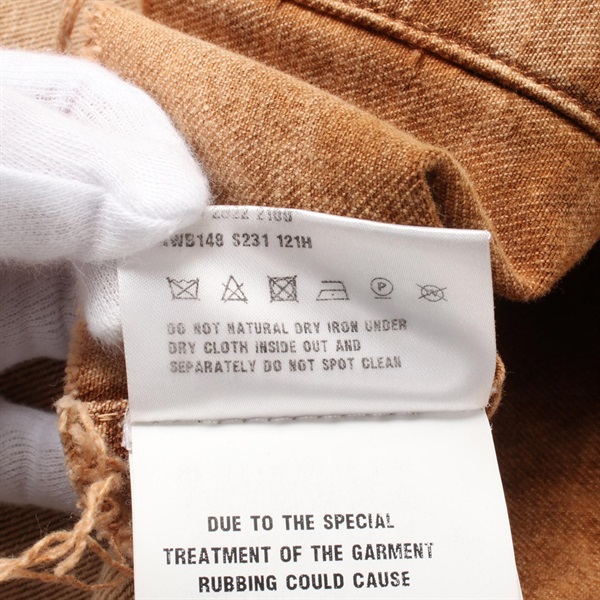 S231 121H
P
DO NOT NATURAL DRY IRON UNDER
DRY CLOTH INSIDE OUT AND
SEPARATELY DO NOT SPOT CLEAN
DUE TO THE SPECIAL
TREATMENT OF THE GARMENT
RUBBING COULD CAUSE